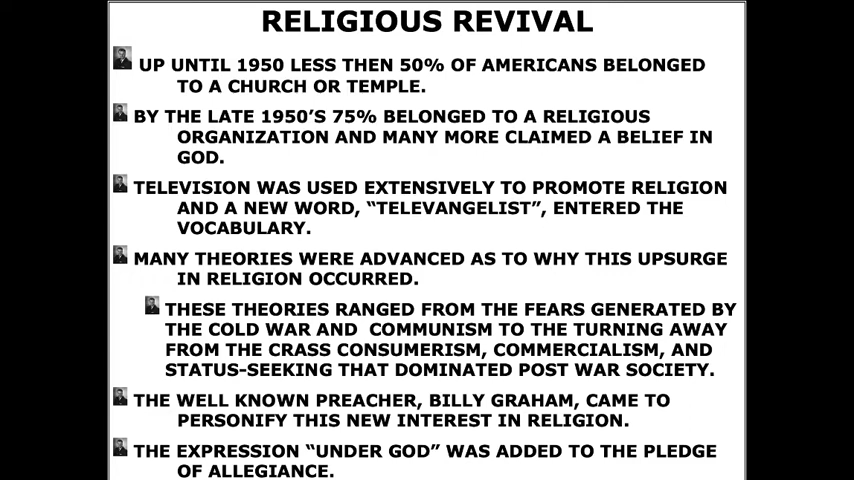 RELIGIOUS REVIVAL
UP UNTIL 1950 LESS THEN 50% OF AMERICANS BELONGED
TO A CHURCH OR TEMPLE.
BY THE LATE 1950'S 75% BELONGED TO A RELIGIOUS
ORGANIZATION AND MANY MORE CLAIMED A BELIEF IN
GOD.
TELEVISION WAS USED EXTENSIVELY TO PROMOTE RELIGION
AND A NEW WORD, “TELEVANGELIST”, ENTERED THE
VOCABULARY.
MANY THEORIES WERE ADVANCED AS TO WHY THIS UPSURGE
IN RELIGION OCCURRED.
THESE THEORIES RANGED FROM THE FEARS GENERATED BY
THE COLD WAR AND COMMUNISM TO THE TURNING AWAY
FROM THE CRASS CONSUMERISM, COMMERCIALISM, AND
STATUS-SEEKING THAT DOMINATED POST WAR SOCIETY.
THE WELL KNOWN PREACHER, BILLY GRAHAM, CAME TO
PERSONIFY THIS NEW INTEREST IN RELIGION.
THE EXPRESSION “UNDER GOD” WAS ADDED TO THE PLEDGE
OF ALLEGIANCE.